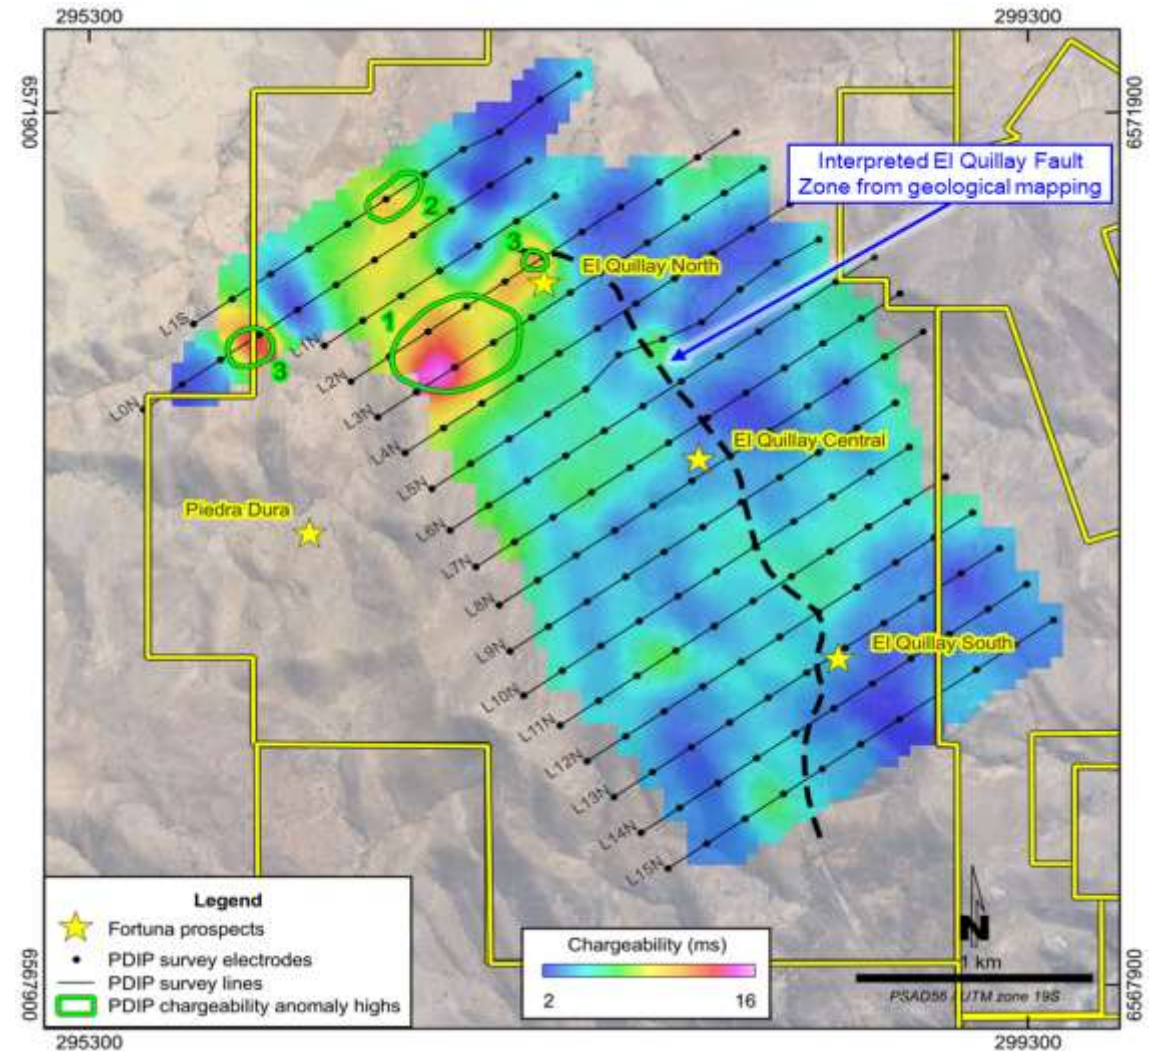 295300
299300
6571900
6571900
Interpreted El Quillay Fault
Zone from geological mapping
2
3
El Quillay North
1
L1S
3
L1N
L2N
L0N
L3N
El Quillay Central
L4N
L5N
Piedra Dura
L6N
L7N
L8N
El Quillay South
L9N
L10N
L11N
L12N
L13N
L14N
L15N
Legend
Fortuna prospects
PDIP survey electrodes
PDIP survey lines
PDIP chargeability anomaly highs
Chargeability (ms)
2
16
N
1 km
PSAD56 / UTM zone 19S
6567900
6567900
295300
299300